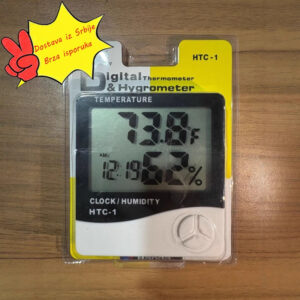 Dostava iz Srbije
Brza isporuka
HTC-1
Digital Thermometer
& Hygrometer
TEMPERATURE
73.8°F
AM
12:19 62%
CLOCK/HUMIDITY
HTC-1